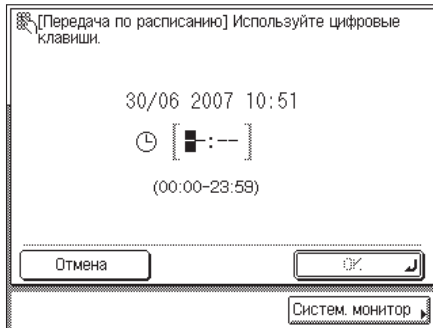 [Передача по расписанию] Используйте цифровые
клавиши.
30/06 2007 10:51
[--:--]
(00:00-23:59)
Отмена
OK
Систем. монитор